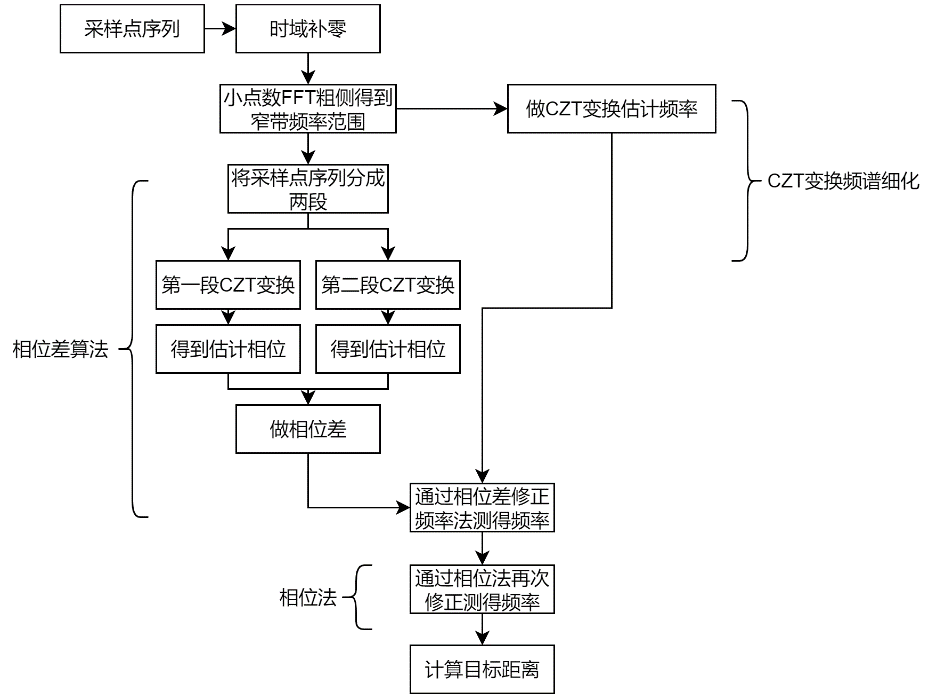 采样点序列
时域补零
小点数FFT粗侧得到
窄带频率范围
做CZT变换估计频率
将采样点序列分成
两段
CZT变换频谱细化
第一段CZT变换
第二段CZT变换
相位差算法
得到估计相位
得到估计相位
做相位差
通过相位差修正
频率法测得频率
相位法
通过相位法再次
修正测得频率
计算目标距离